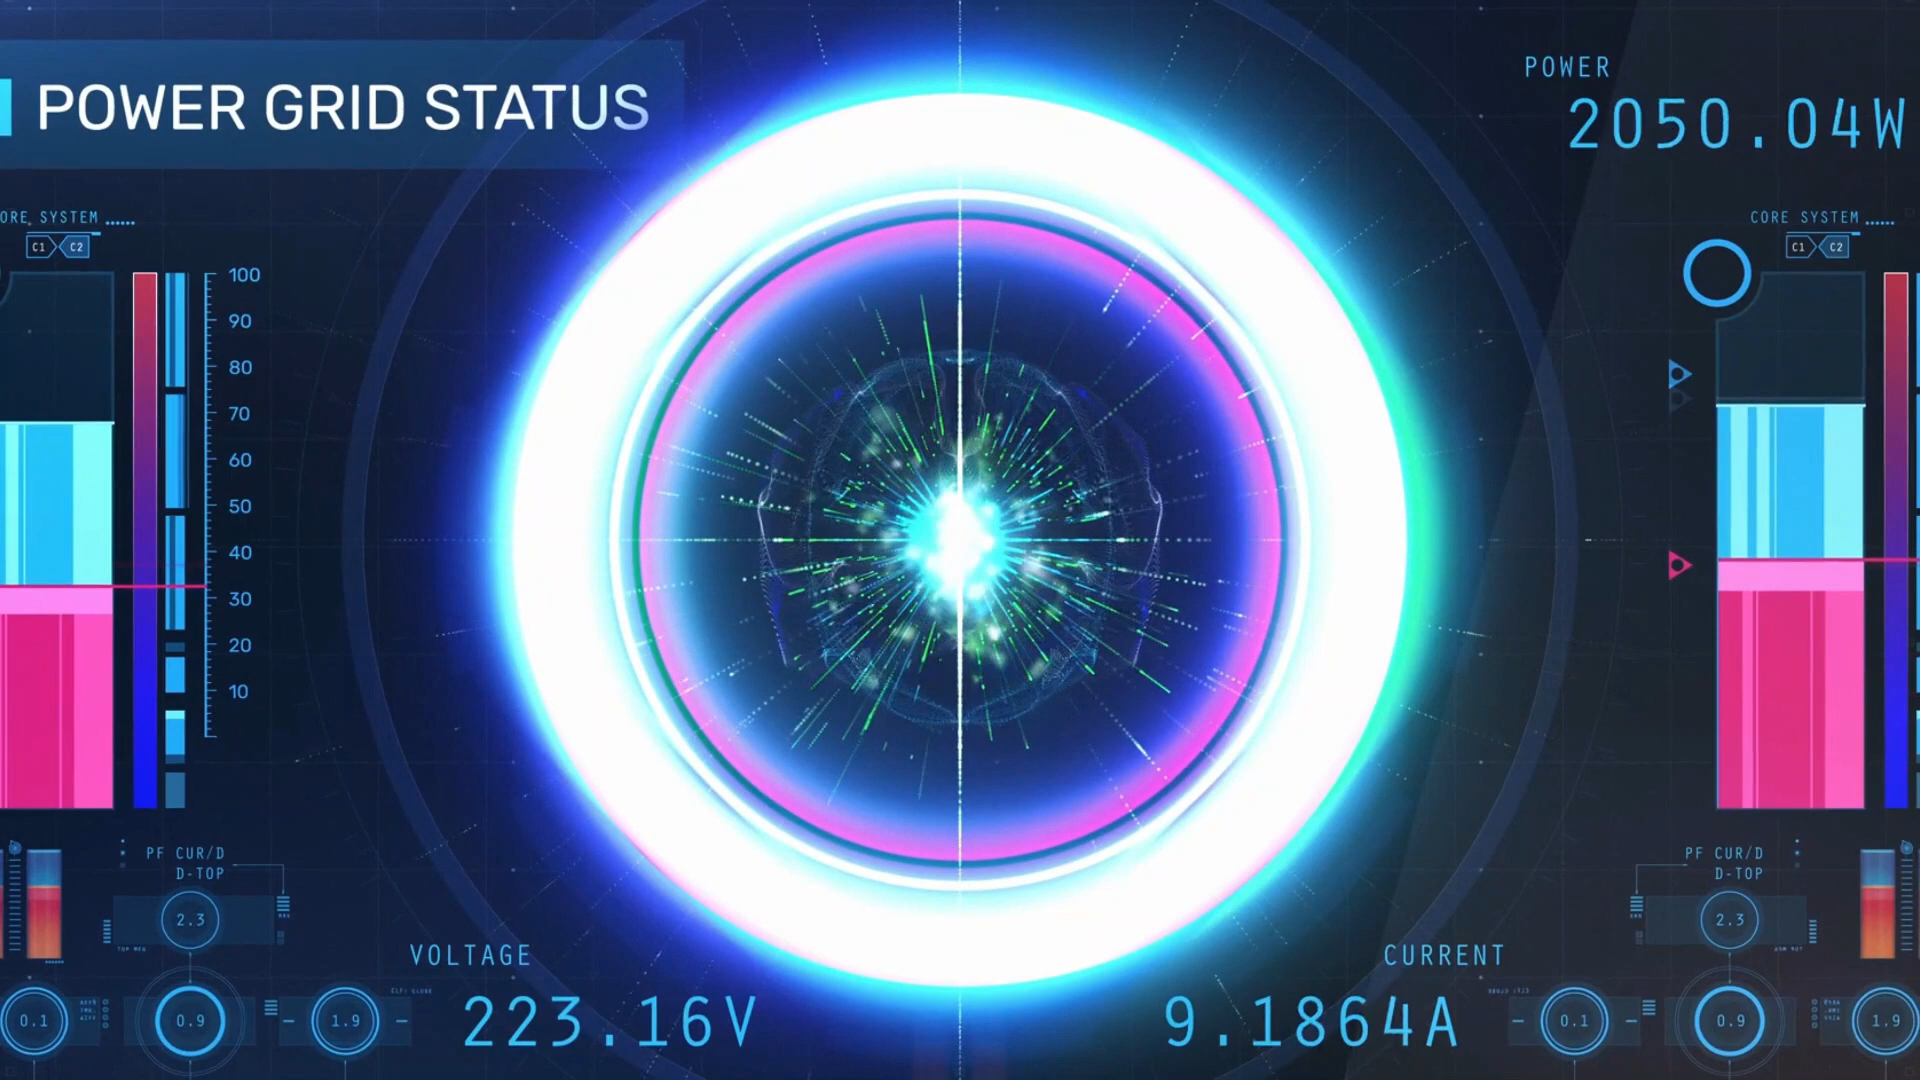 POWER GRID STATUS
POWER
2050.04W
ORE SYSTEM
C1 C2
100
90
80
70
60
50
40
30
20
10
CORE SYSTEM
C1 C2
PF CUR/D
D-TOP
2.3
0.1
0.9
1.9
VOLTAGE
223.16V
CURRENT
9.1864A
PF CUR/D
D-TOP
2.3
0.1
0.9
1.9